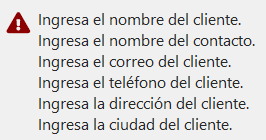 Ingresa el nombre del cliente.
Ingresa el nombre del contacto.
Ingresa el correo del cliente.
Ingresa el teléfono del cliente.
Ingresa la dirección del cliente.
Ingresa la ciudad del cliente.